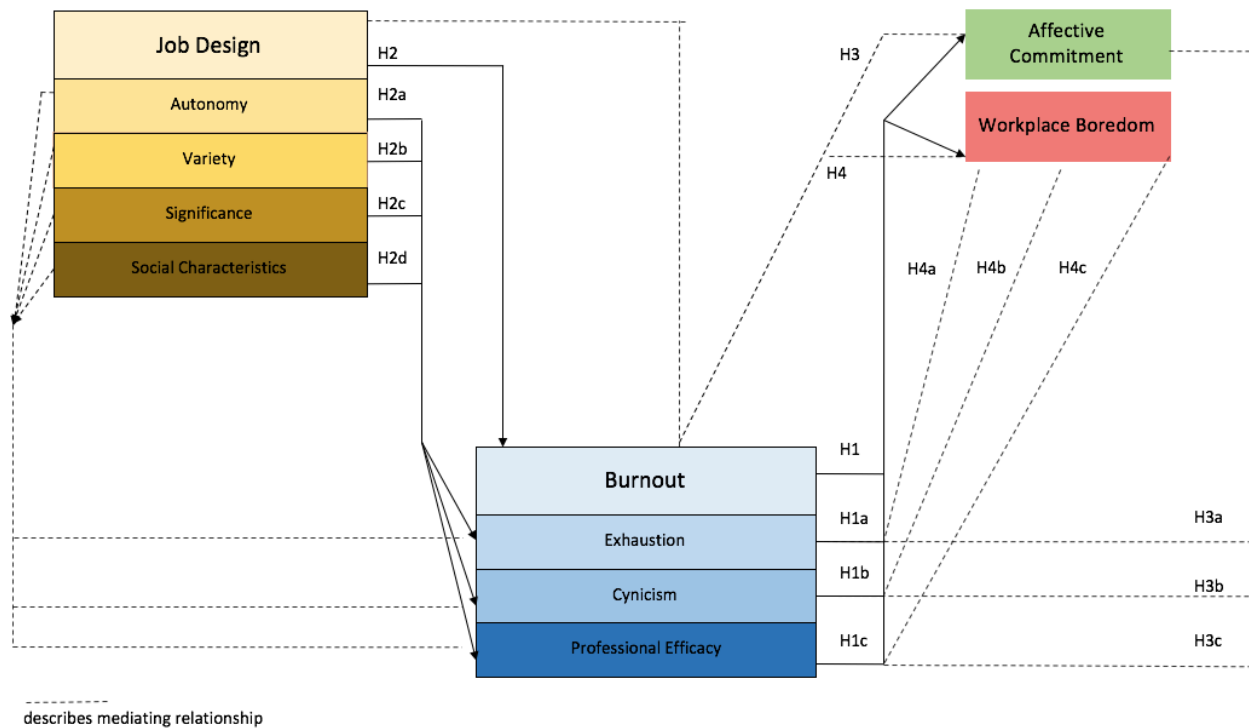 Job Design
H2
H2a
Autonomy
H2b
Variety
H2c
Significance
H2d
Social Characteristics
H3
Affective
Commitment
Workplace Boredom
H4
H4a
H4b
H4c
H1
Burnout
H1a
Exhaustion
H3a
H1b
Cynicism
H3b
H1c
Professional Efficacy
H3c
describes mediating relationship